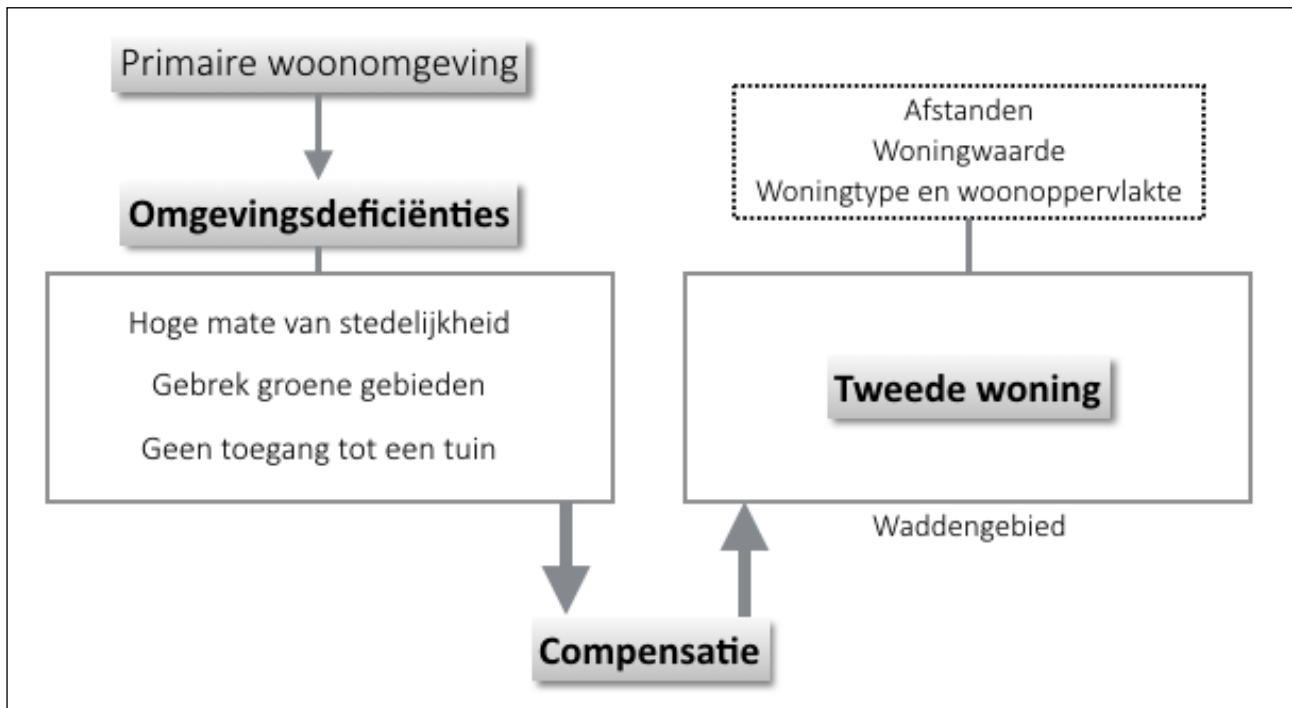 Primaire woonomgeving
Omgevingsdeficiënties
Hoge mate van stedelijkheid
Gebrek groene gebieden
Geen toegang tot een tuin
Compensatie
Afstanden
Woningwaarde
Woningtype en woonoppervlakte
Tweede woning
Waddengebied